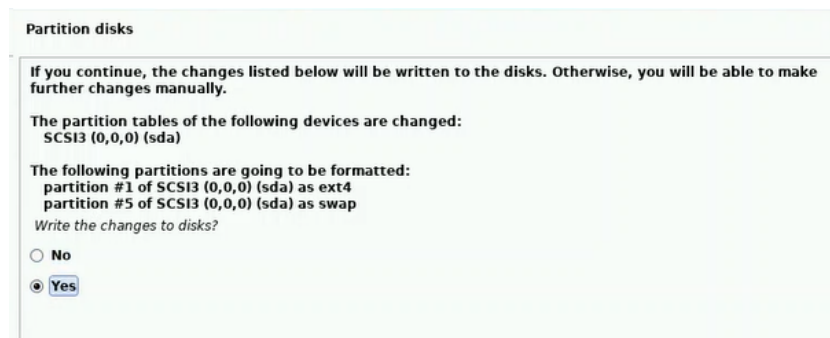 Partition disks
If you continue, the changes listed below will be written to the disks. Otherwise, you will be able to make
further changes manually.
The partition tables of the following devices are changed:
SCSI3 (0,0,0) (sda)
The following partitions are going to be formatted:
partition #1 of SCSI3 (0,0,0) (sda) as ext4
partition #5 of SCSI3 (0,0,0) (sda) as swap
Write the changes to disks?
No
Yes